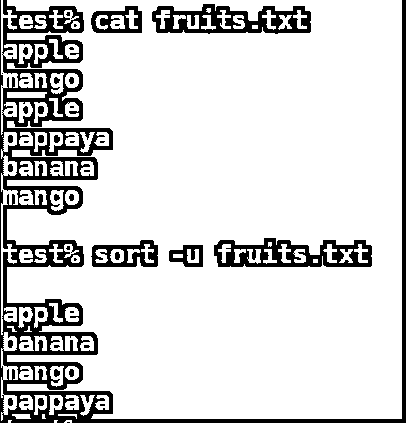 test% cat fruits.txt
apple
mango
apple
pappaya
banana
mango
test% sort -u fruits.txt
apple
banana
mango
pappaya